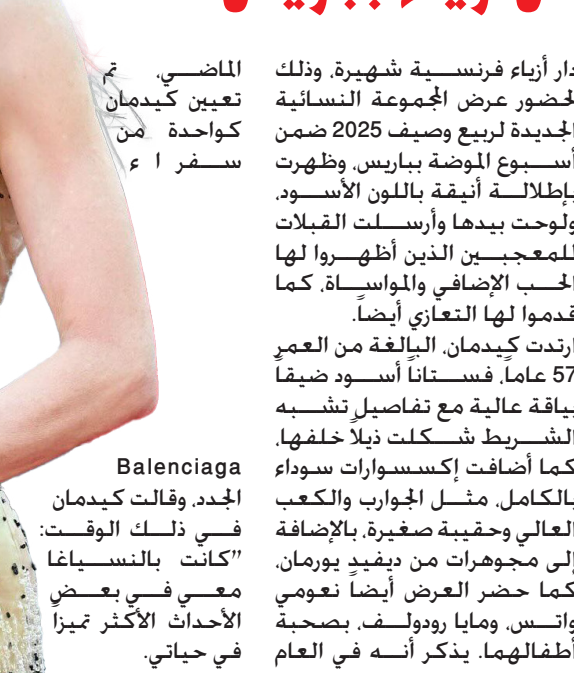 دار أزياء فرنسية شهيرة، وذلك
لحضور عرض المجموعة النسائية
الجديدة لربيع وصيف 2025 ضمن
أسبوع الموضة بباريس، وظهرت
بإطلالة أنيقة باللون الأسود،
ولوحت بيدها وأرسلت القبلات
للمعجبين الذين أظهروا لها
الحب الإضافي والمواساة، كما
قدموا لها التعازي أيضاً.
ارتدت كيدمان، البالغة من العمر
57 عاما، فستاناً أسود ضيقا
بياقة عالية مع تفاصيل تشبه
الشريط شكلت ذيلاً خلفها،
كما أضافت إكسسوارات سوداء
بالكامل، مثل الجوارب والكعب
العالي وحقيبة صغيرة، بالإضافة
إلى مجوهرات من ديفيد يورمان،
كما حضر العرض أيضاً نعومي
واتس، ومايا رودولف، بصحبة
أطفالهما. يذكر أنه في العام
الماضي، تم
تعيين كيدمان
كواحدة من
سفراء
Balenciaga
الجدد، وقالت كيدمان
في ذلك الوقت:
"كانت بالنسياغا
معي في بعض
الأحداث الأكثر تميزاً
في حياتي.